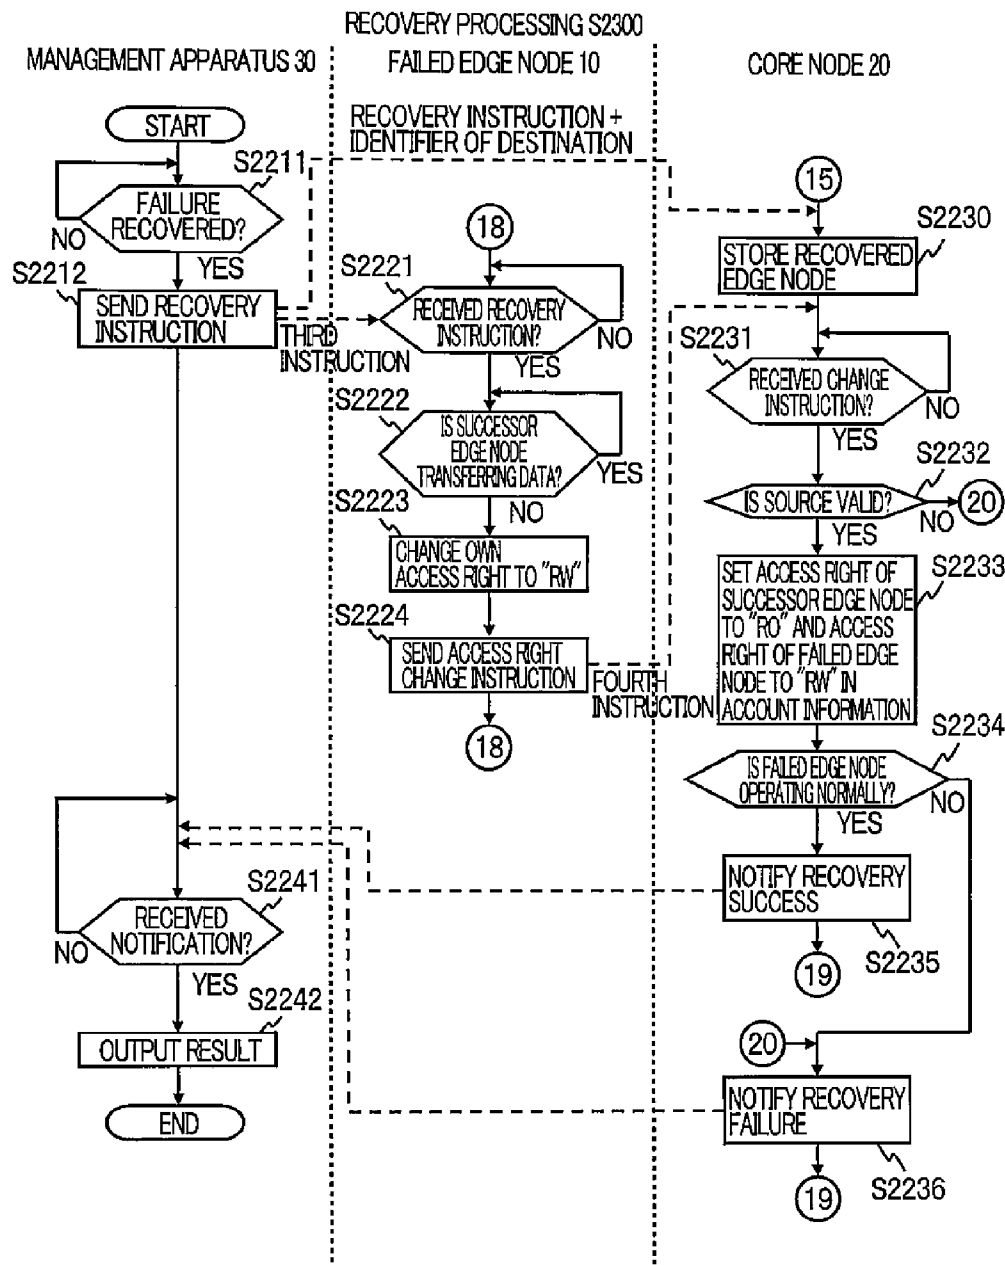 RECOVERY PROCESSING S2300
MANAGEMENT APPARATUS 30
FAILED EDGE NODE 10
CORE NODE 20
START
RECOVERY INSTRUCTION +
IDENTIFIER OF DESTINATION
S2211
FAILURE
RECOVERED?
NO
YES
S2212
SEND RECOVERY
INSTRUCTION
THIRD
INSTRUCTION
18
S2221
RECEIVED RECOVERY
INSTRUCTION?
NO
YES
S2222
IS SUCCESSOR
EDGE NODE
TRANSFERRING DATA?
YES
NO
S2223
CHANGE OWN
ACCESS RIGHT TO "RW"
S2224
SEND ACCESS RIGHT
CHANGE INSTRUCTION
FOURTH
INSTRUCTION
18
15
S2230
STORE RECOVERED
EDGE NODE
S2231
RECEIVED CHANGE
INSTRUCTION?
NO
YES
S2232
IS SOURCE VALID?
NO
20
YES
S2233
SET ACCESS RIGHT OF
SUCCESSOR EDGE NODE
TO "RO" AND ACCESS
RIGHT OF FAILED EDGE
NODE TO "RW" IN
ACCOUNT INFORMATION
S2234
IS FAILED EDGE NODE
OPERATING NORMALLY?
NO
YES
NOTIFY RECOVERY
SUCCESS
S2235
19
S2241
RECEIVED
NOTIFICATION?
NO
YES
S2242
OUTPUT RESULT
END
20
NOTIFY RECOVERY
FAILURE
S2236
19